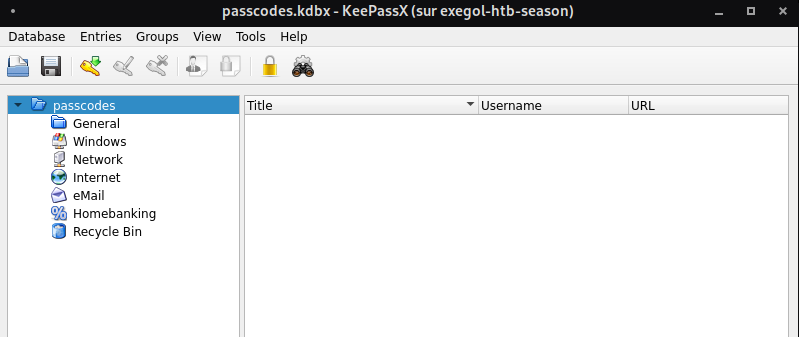 passcodes.kdbx - KeePassX (sur exegol-htb-season)
Database Entries Groups View Tools Help
passcodes
General
Windows
Network
Internet
eMail
Homebanking
Recycle Bin
Title Username URL